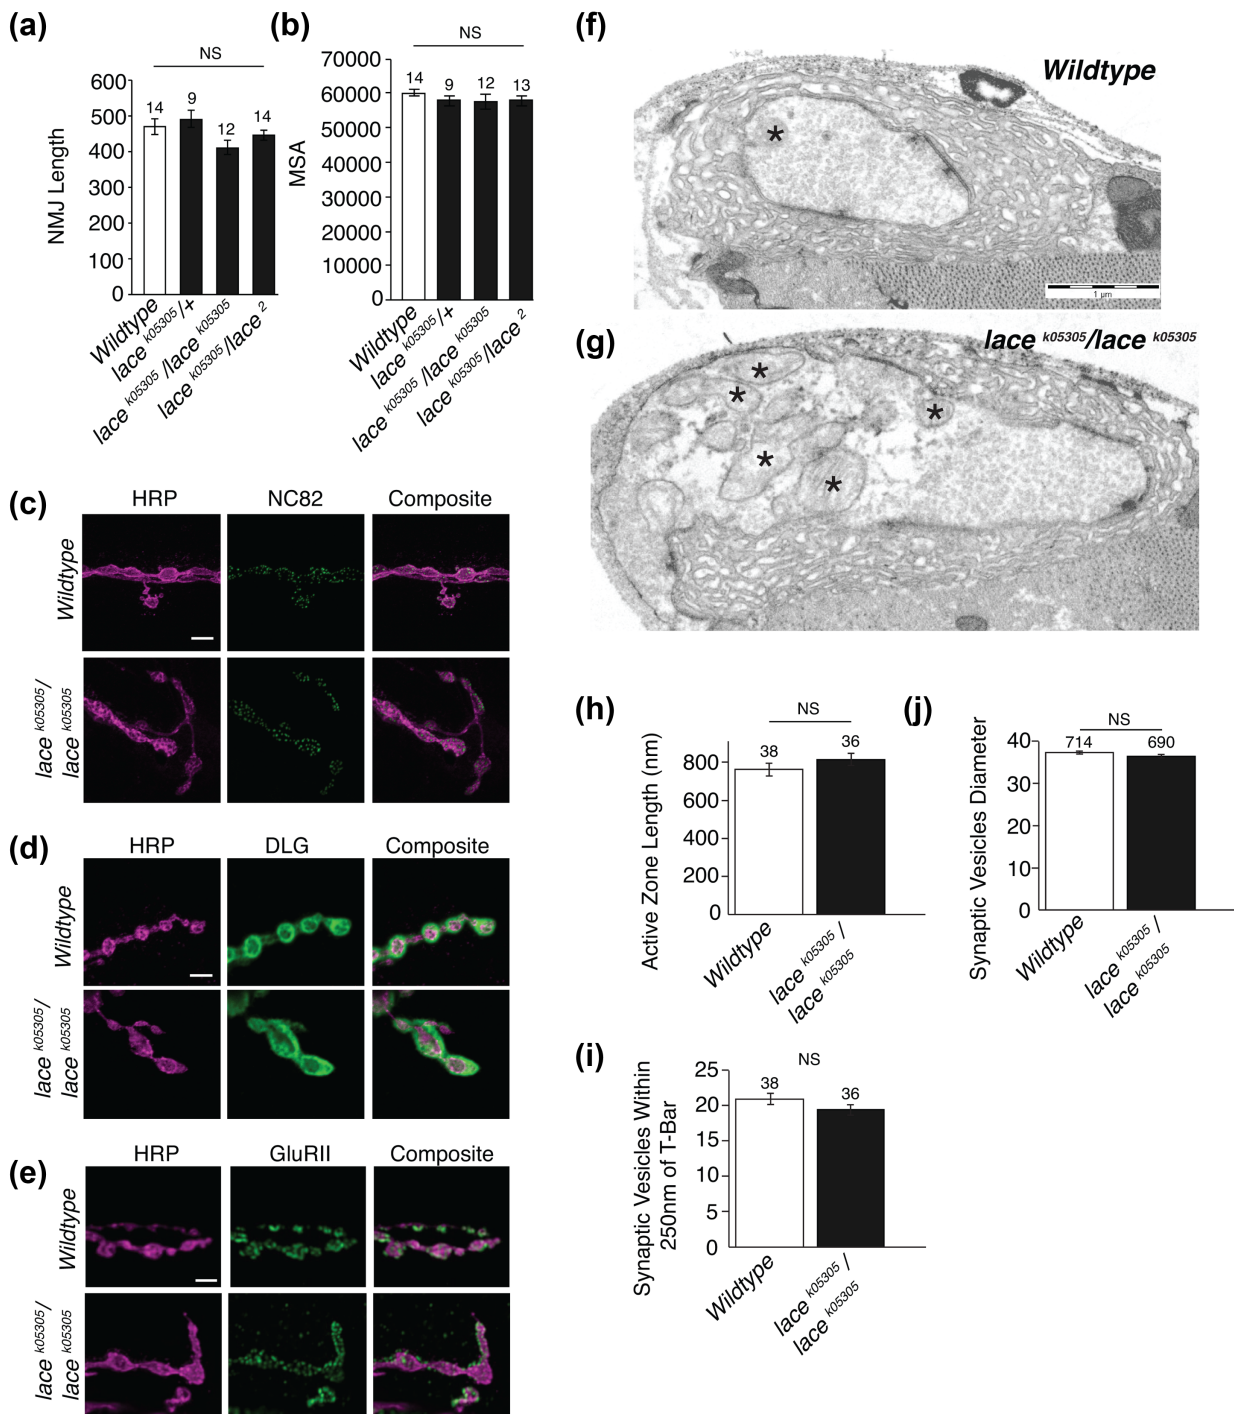 (a)
NS
600
500
400
300
200
100
0
NMJ Length
14
9
12
14
Wildtype
lace k05305/+
lace k05305/lace k05305
lace k05305/lace 2
(b)
NS
70000
60000
50000
40000
30000
20000
10000
0
MSA
14
9
12
13
Wildtype
lace k05305/+
lace k05305/lace k05305
lace k05305/lace 2
(c)
HRP NC82 Composite
Wildtype
lace k05305/
lace k05305
(d)
HRP DLG Composite
Wildtype
lace k05305/
lace k05305
(e)
HRP GluRII Composite
Wildtype
lace k05305/
lace k05305
(f)
Wildtype
*
1 µm
(g)
lace k05305/lace k05305
*
*
*
*
*
(h)
NS
38
36
800
600
400
200
0
Active Zone Length (nm)
Wildtype
lace k05305 /
lace k05305
(j)
NS
714
690
40
30
20
10
0
Synaptic Vesicles Diameter
Wildtype
lace k05305 /
lace k05305
(i)
NS
38
36
25
20
15
10
5
0
Synaptic Vesicles Within
250nm of T-Bar
Wildtype
lace k05305 /
lace k05305